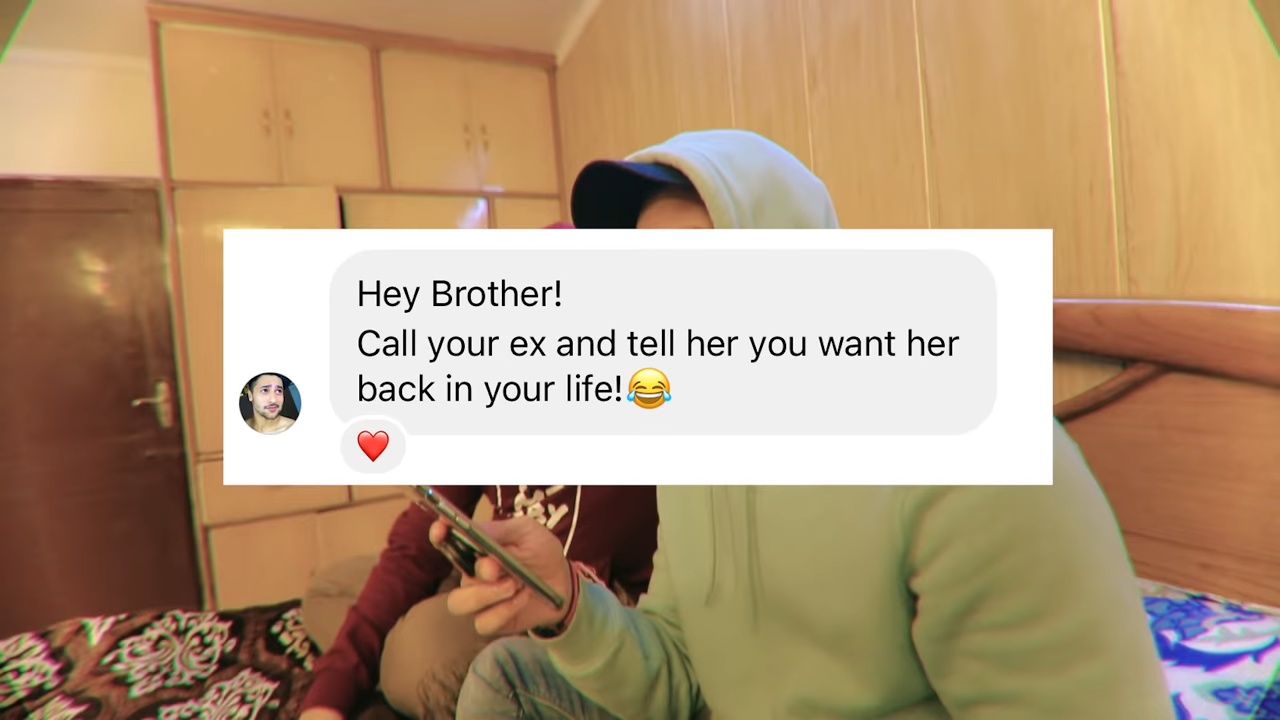 Hey Brother!
Call your ex and tell her you want her
back in your life!😂
❤️